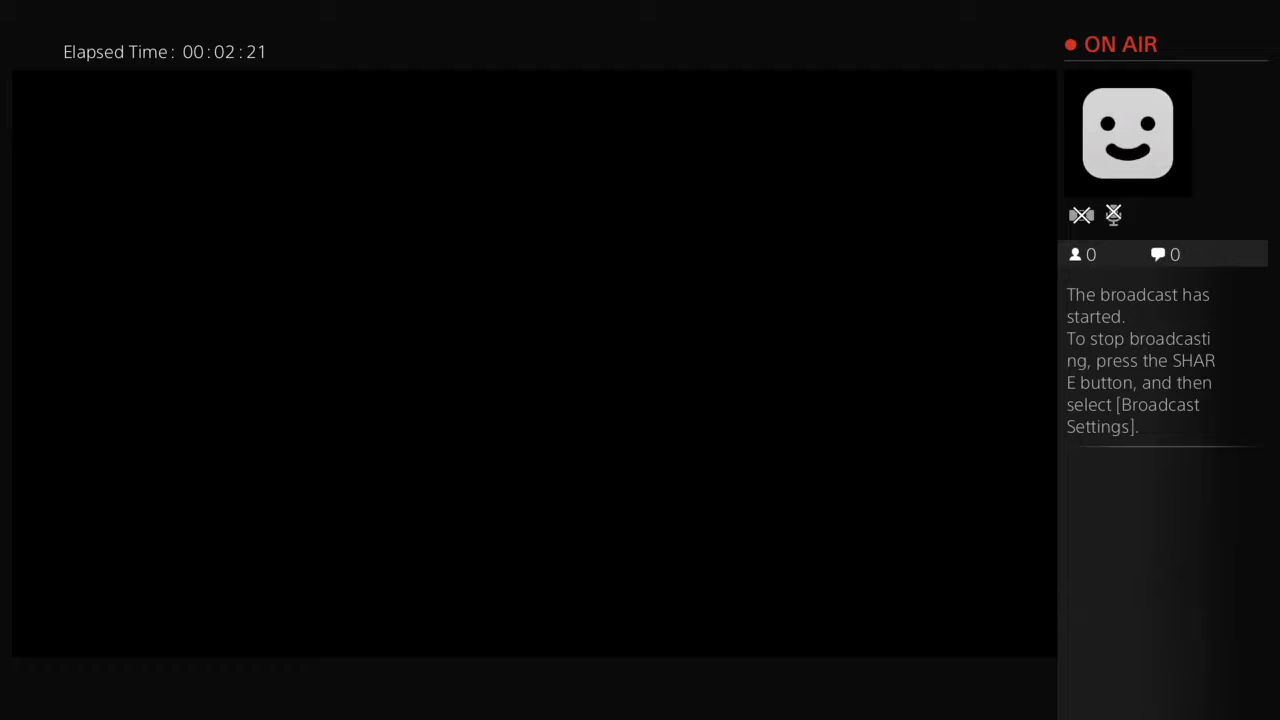 Elapsed Time: 00:02:21
ON AIR
0 0
The broadcast has
started.
To stop broadcasti
ng, press the SHAR
E button, and then
select [Broadcast
Settings].